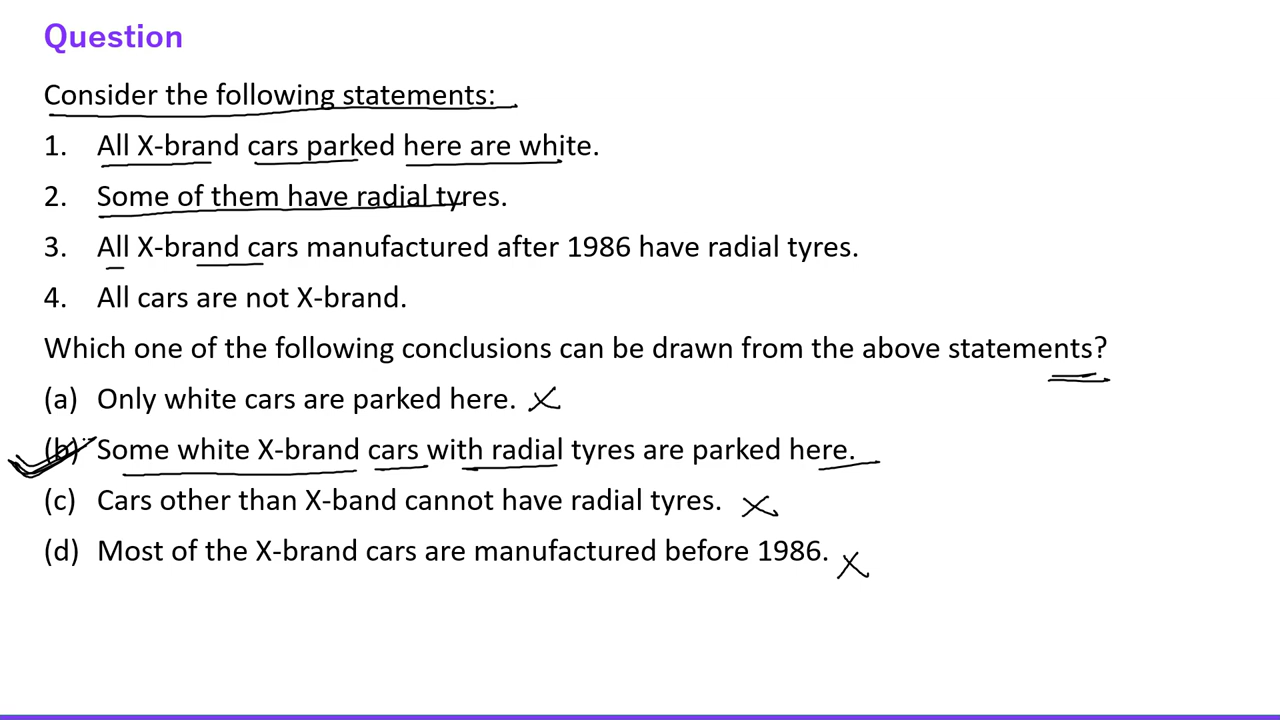 Question
Consider the following statements:
1. All X-brand cars parked here are white.
2. Some of them have radial tyres.
3. All X-brand cars manufactured after 1986 have radial tyres.
4. All cars are not X-brand.
Which one of the following conclusions can be drawn from the above statements?
(a) Only white cars are parked here.
(b) Some white X-brand cars with radial tyres are parked here.
(c) Cars other than X-band cannot have radial tyres.
(d) Most of the X-brand cars are manufactured before 1986.